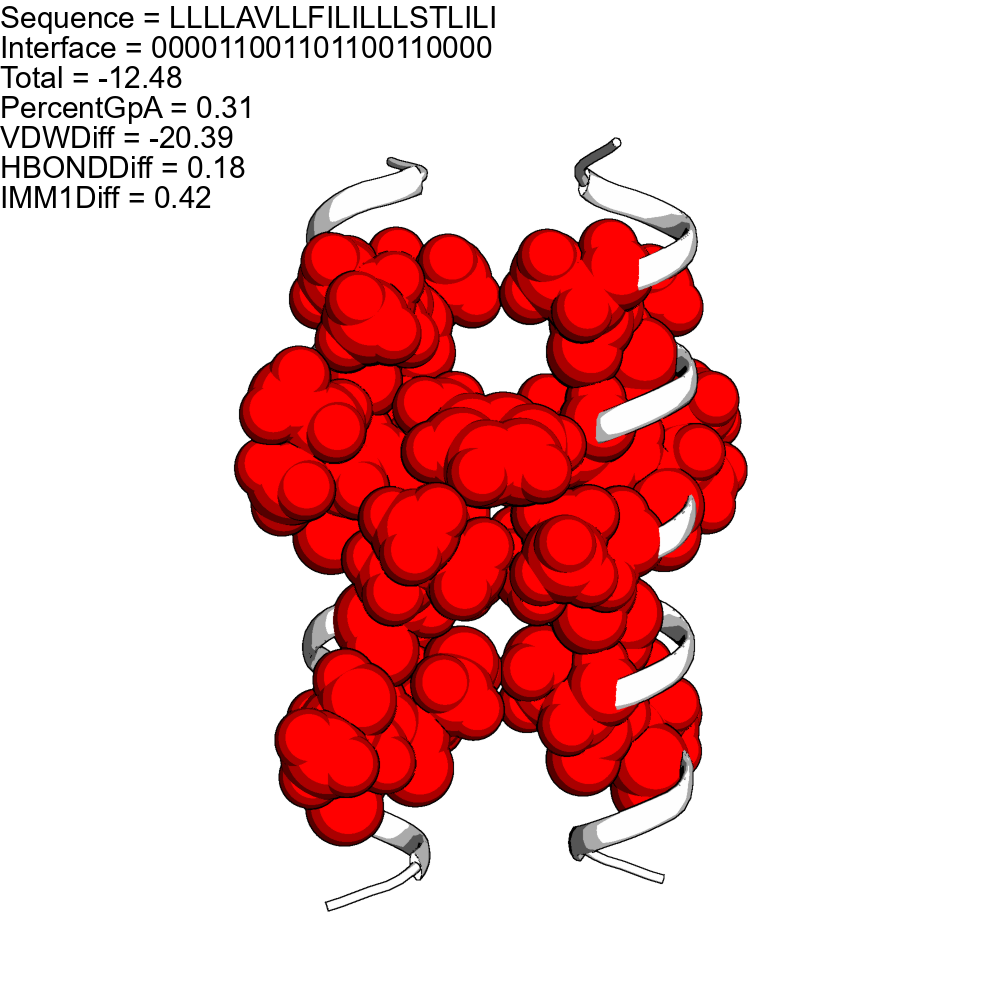 Sequence = LLLLAVLLFILILLLSTLILI
Interface = 000011001101100110000
Total = -12.48
PercentGpA = 0.31
VDWDiff = -20.39
HBONDDiff = 0.18
IMM1Diff = 0.42